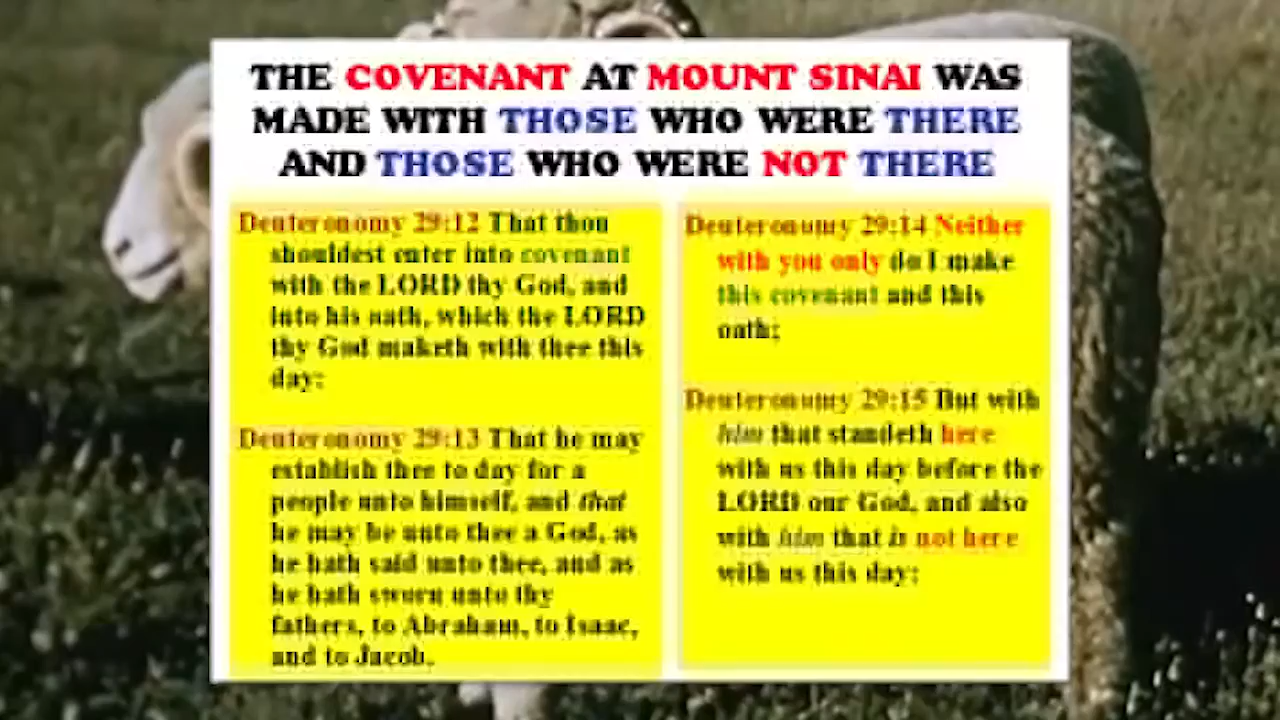 THE COVENANT AT MOUNT SINAI WAS
MADE WITH THOSE WHO WERE THERE
AND THOSE WHO WERE NOT THERE
Deuteronomy 29:12 That thou
shouldest enter into covenant
with the LORD thy God, and
into his oath, which the LORD
thy God maketh with thee this
day:
Deuteronomy 29:13 That he may
establish thee to day for a
people unto himself, and that
he may be unto thee a God, as
he hath said unto thee, and as
he hath sworn unto thy
fathers, to Abraham, to Isaac,
and to Jacob.
Deuteronomy 29:14 Neither
with you only do I make
this covenant and this
oath;
Deuteronomy 29:15 But with
him that standeth here
with us this day before the
LORD our God, and also
with him that is not here
with us this day: